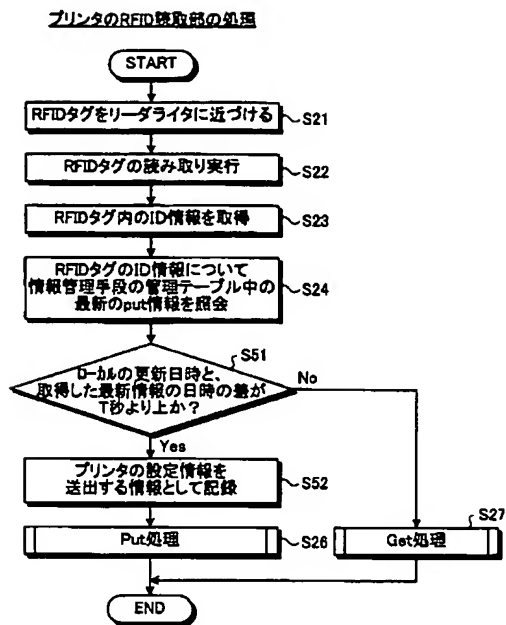 プリンタのRFID読取部の処理
START
RFIDタグをリーダライタに近づける
S21
RFIDタグの読み取り実行
S22
RFIDタグ内のID情報を取得
S23
RFIDタグのID情報について
情報管理手段の管理テーブル中の
最新のput情報を照会
S24
S51
ローカルの更新日時と、
取得した最新情報の日時の差が
T秒より上か?
No
Yes
プリンタの設定情報を
送出する情報として記録
S52
Put処理
S26
Get処理
S27
END